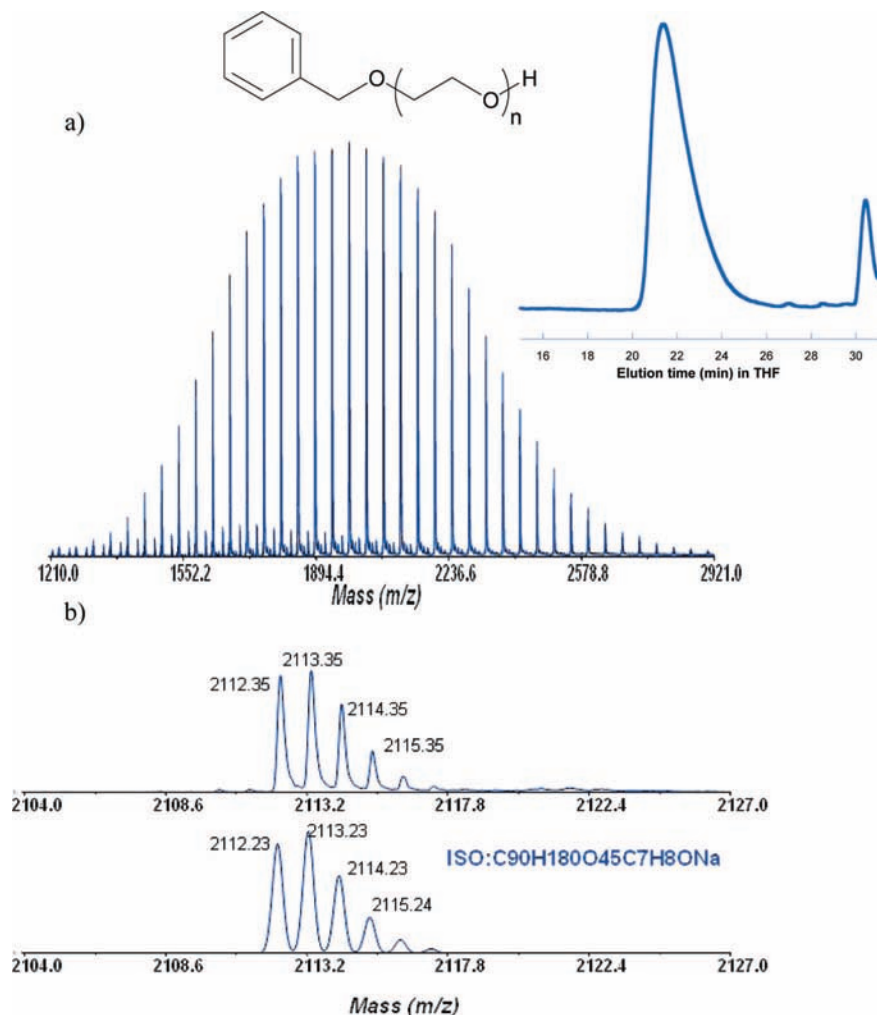 a)
O
O
H
n
16 18 20 22 24 26 28 30
Elution time (min) in THF
1210.0 1552.2 1894.4 2236.6 2578.8 2921.0
Mass (m/z)
b)
2113.35
2112.35
2114.35
2115.35
2104.0 2108.6 2113.2 2117.8 2122.4 2127.0
2113.23
2112.23
ISO:C90H180O45C7H8ONa
2114.23
2115.24
2104.0 2108.6 2113.2 2117.8 2122.4 2127.0
Mass (m/z)